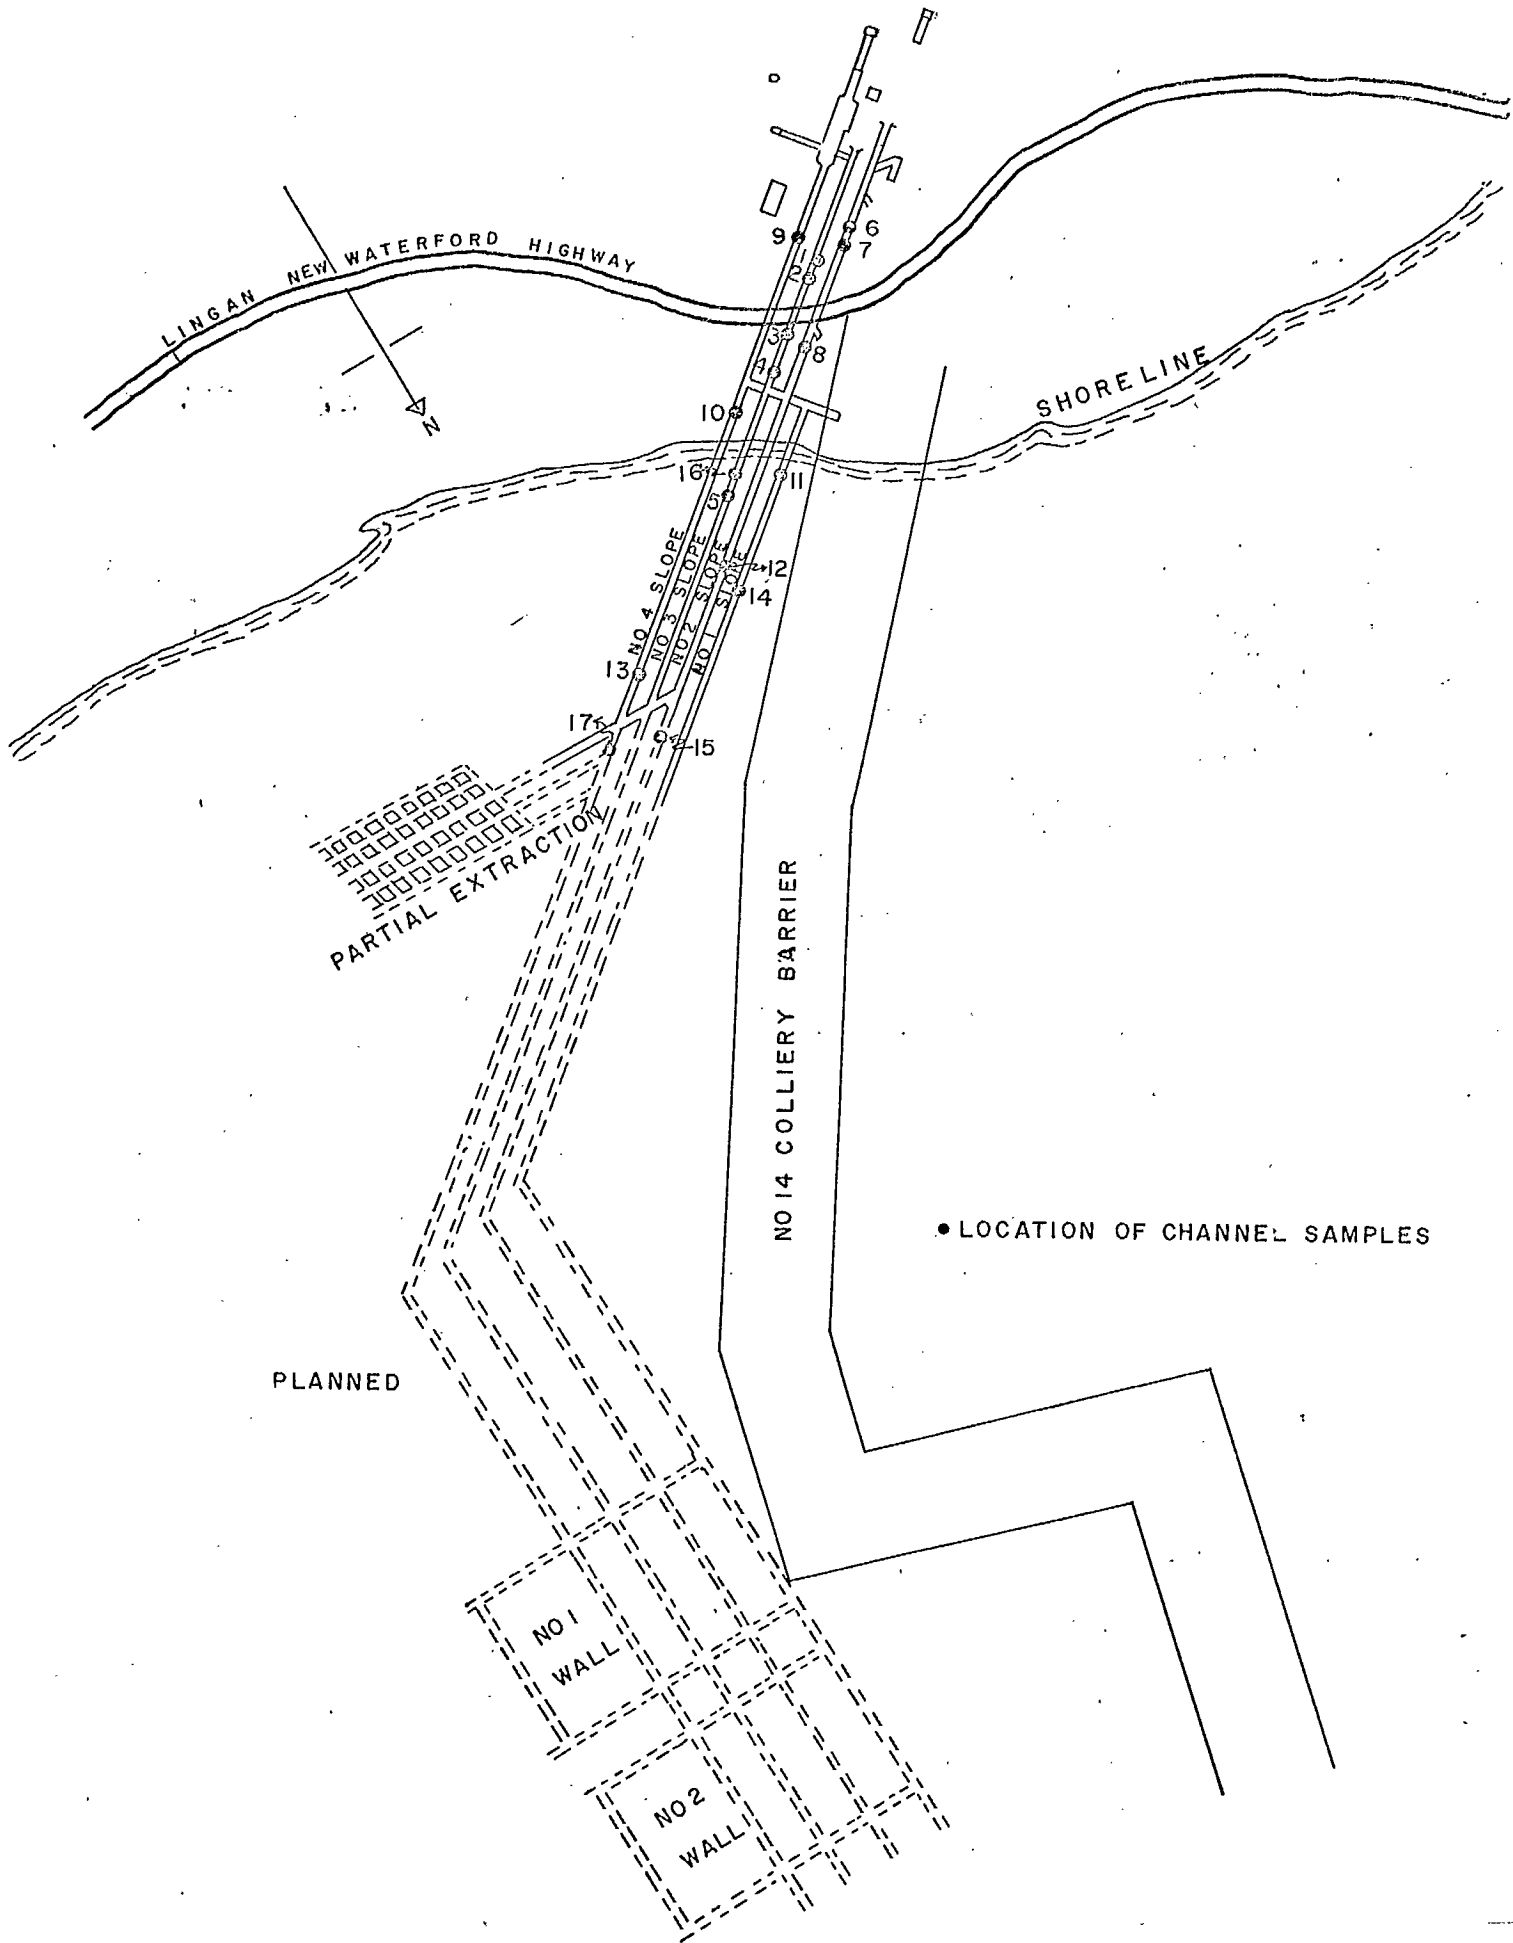 LINGAN NEW WATERFORD HIGHWAY
N
SHORELINE
6
9
7
1
2
3
8
4
10
16
11
5
12
14
NO 4 SLOPE
NO 3 SLOPE
NO 2 SLOPE
NO 1 SLOPE
13
17
15
PARTIAL EXTRACTION
NO 14 COLLIERY BARRIER
LOCATION OF CHANNEL SAMPLES
PLANNED
NO 1
WALL
NO 2
WALL